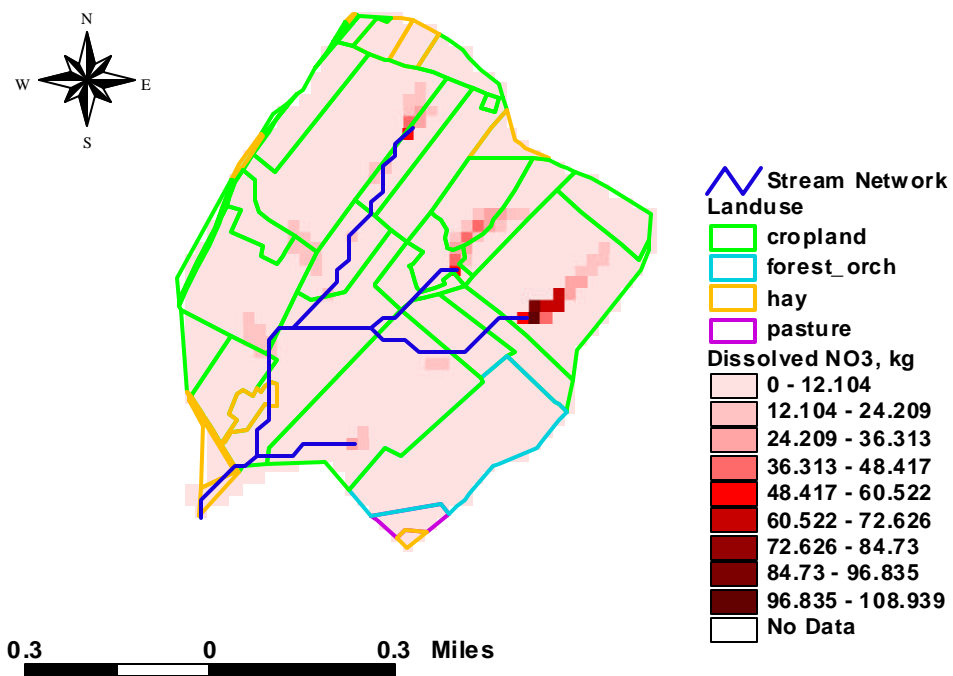 N
W E
S
Stream Network
Landuse
cropland
forest_orch
hay
pasture
Dissolved NO3, kg
0 - 12.104
12.104 - 24.209
24.209 - 36.313
36.313 - 48.417
48.417 - 60.522
60.522 - 72.626
72.626 - 84.73
84.73 - 96.835
96.835 - 108.939
No Data
0.3 0 0.3 Miles